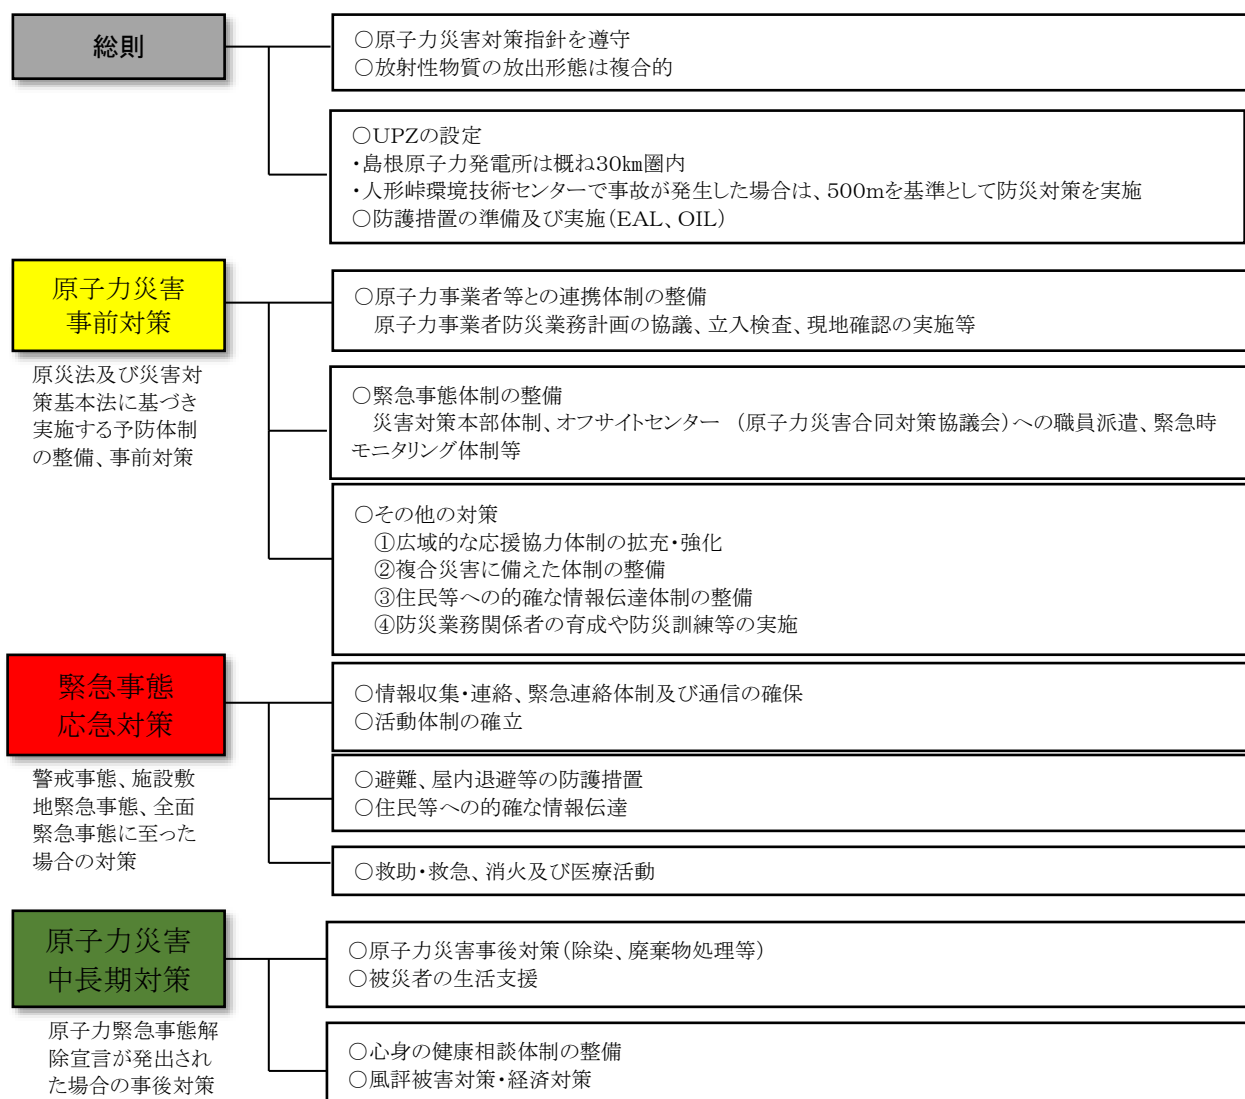 総則
○原子力災害対策指針を遵守
○放射性物質の放出形態は複合的
○UPZの設定
・島根原子力発電所は概ね30㎞圏内
・人形峠環境技術センターで事故が発生した場合は、500mを基準として防災対策を実施
○防護措置の準備及び実施(EAL、OIL)
原子力災害
事前対策
原災法及び災害対
策基本法に基づき
実施する予防体制
の整備、事前対策
○原子力事業者等との連携体制の整備
原子力事業者防災業務計画の協議、立入検査、現地確認の実施等
○緊急事態体制の整備
災害対策本部体制、オフサイトセンター (原子力災害合同対策協議会)への職員派遣、緊急時
モニタリング体制等
○その他の対策
①広域的な応援協力体制の拡充・強化
②複合災害に備えた体制の整備
③住民等への的確な情報伝達体制の整備
④防災業務関係者の育成や防災訓練等の実施
緊急事態
応急対策
警戒事態、施設敷
地緊急事態、全面
緊急事態に至った
場合の対策
○情報収集・連絡、緊急連絡体制及び通信の確保
○活動体制の確立
○避難、屋内退避等の防護措置
○住民等への的確な情報伝達
○救助・救急、消火及び医療活動
原子力災害
中長期対策
原子力緊急事態解
除宣言が発出され
た場合の事後対策
○原子力災害事後対策(除染、廃棄物処理等)
○被災者の生活支援
○心身の健康相談体制の整備
○風評被害対策・経済対策